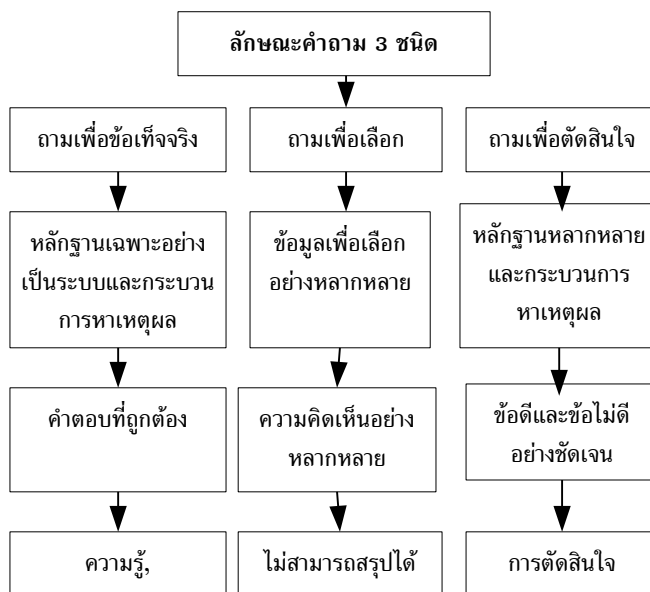 ลักษณะคำถาม 3 ชนิด
ถามเพื่อข้อเท็จจริง
ถามเพื่อเลือก
ถามเพื่อตัดสินใจ
หลักฐานเฉพาะอย่าง
เป็นระบบและกระบวน
การหาเหตุผล
ข้อมูลเพื่อเลือก
อย่างหลากหลาย
หลักฐานหลากหลาย
และกระบวนการ
หาเหตุผล
คำตอบที่ถูกต้อง
ความคิดเห็นอย่าง
หลากหลาย
ข้อดีและข้อไม่ดี
อย่างชัดเจน
ความรู้,
ไม่สามารถสรุปได้
การตัดสินใจ